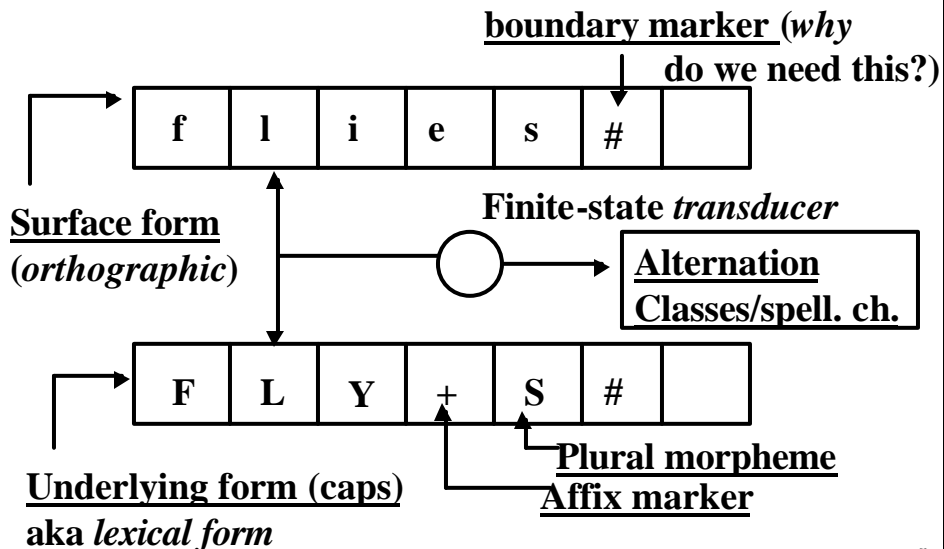 boundary marker (why
do we need this?)
f l i e s #
Surface form
(orthographic)
Finite-state transducer
Alternation
Classes/spell. ch.
F L Y + S #
Plural morpheme
Affix marker
Underlying form (caps)
aka lexical form